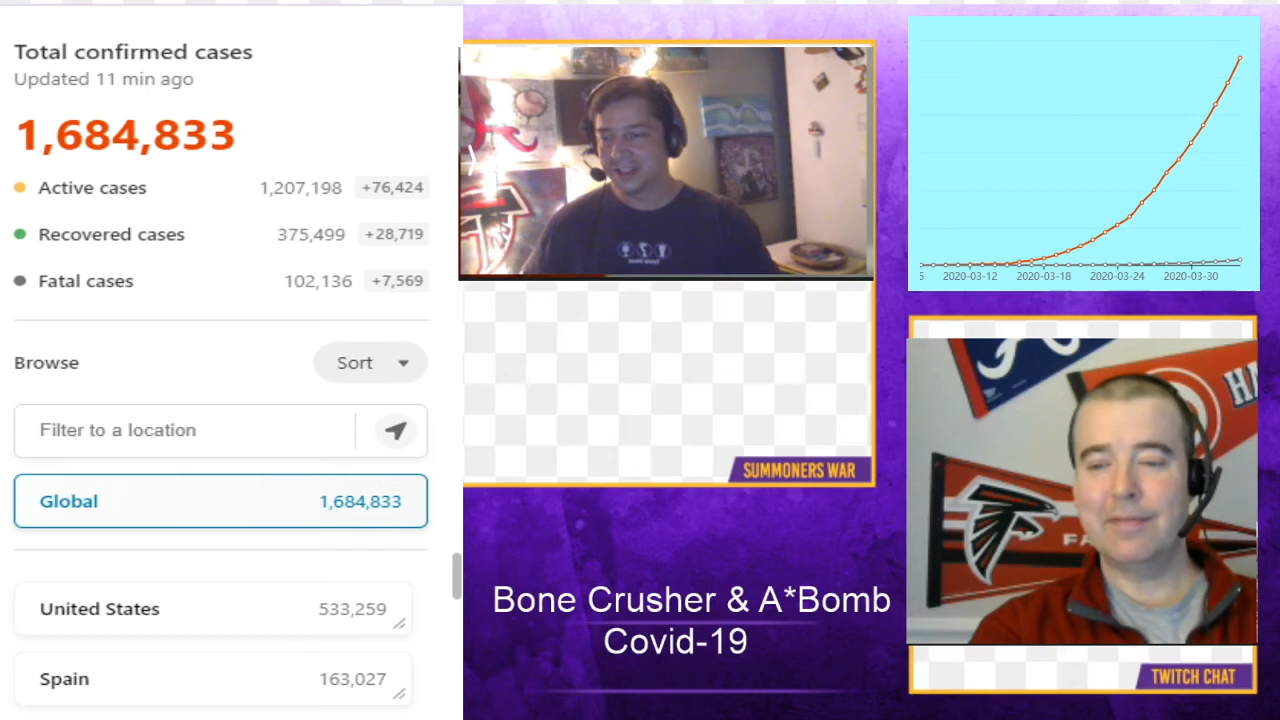 Total confirmed cases
Updated 11 min ago
1,684,833
Active cases 1,207,198 +76,424
Recovered cases 375,499 +28,719
Fatal cases 102,136 +7,569
Browse Sort
Filter to a location
Global 1,684,833
United States 533,259
Spain 163,027
SUMMONERS WAR
Bone Crusher & A*Bomb
Covid-19
5 2020-03-12 2020-03-18 2020-03-24 2020-03-30
HA
FA
TWITCH CHAT